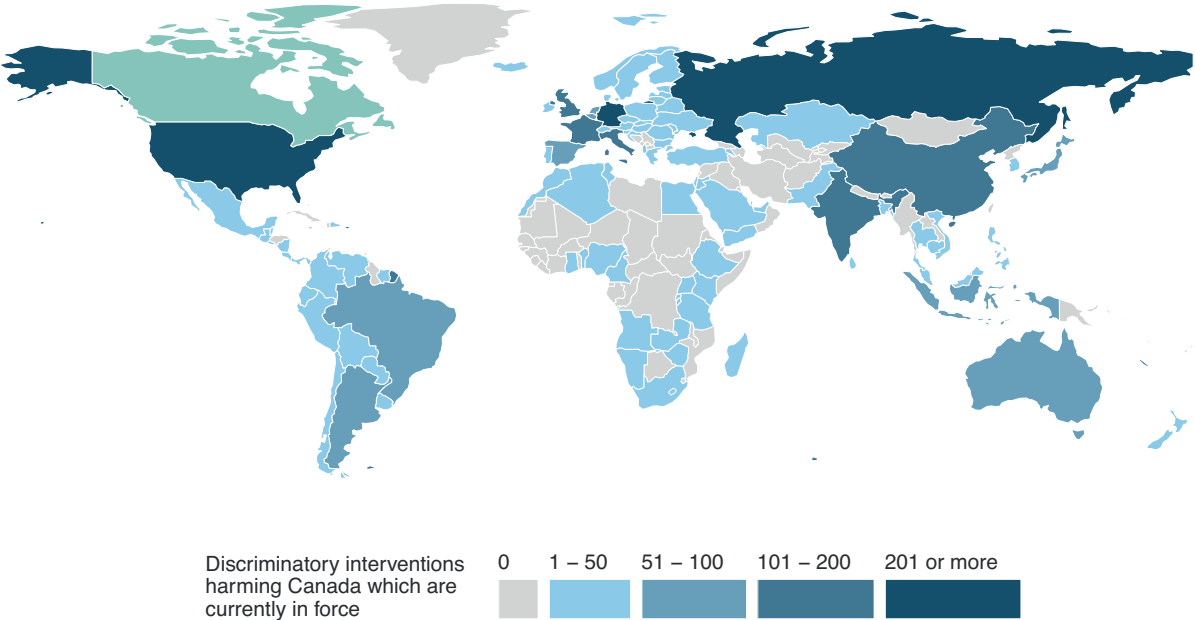 Discriminatory interventions
harming Canada which are
currently in force
0
1 – 50
51 – 100
101 – 200
201 or more